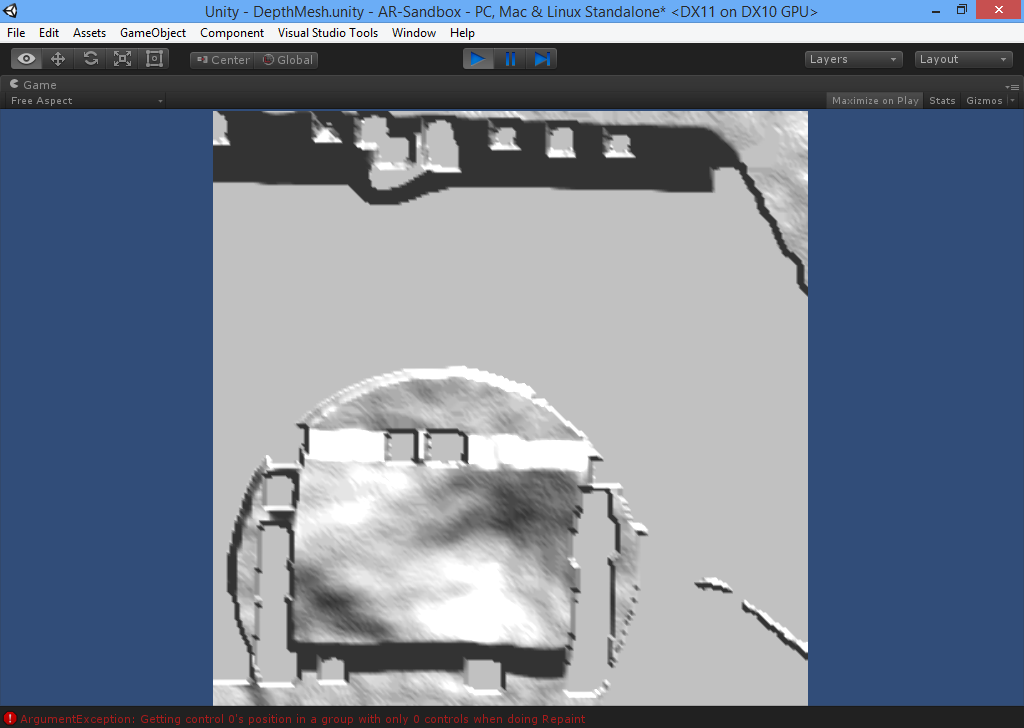 Unity - DepthMesh.unity - AR-Sandbox - PC, Mac & Linux Standalone* <DX11 on DX10 GPU>
File Edit Assets GameObject Component Visual Studio Tools Window Help
Center Global Layers Layout
Game
Free Aspect Maximize on Play Stats Gizmos
ArgumentException: Getting control 0's position in a group with only 0 controls when doing Repaint